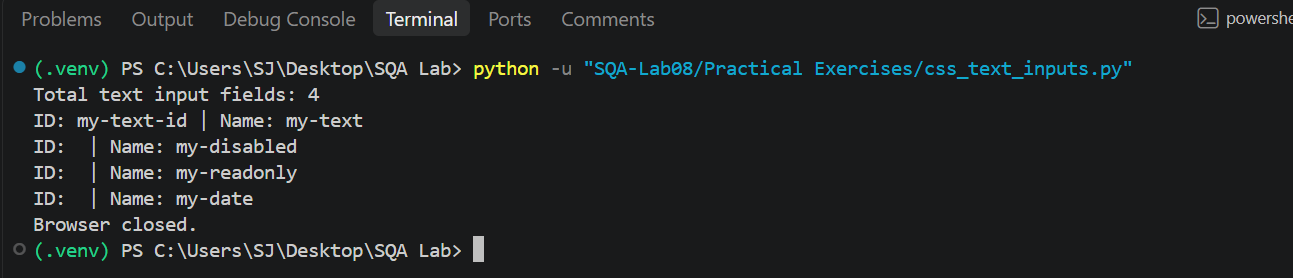 Problems Output Debug Console Terminal Ports Comments powershe
(.venv) PS C:\Users\SJ\Desktop\SQA Lab> python -u "SQA-Lab08/Practical Exercises/css_text_inputs.py"
Total text input fields: 4
ID: my-text-id | Name: my-text
ID:  | Name: my-disabled
ID:  | Name: my-readonly
ID:  | Name: my-date
Browser closed.
(.venv) PS C:\Users\SJ\Desktop\SQA Lab>